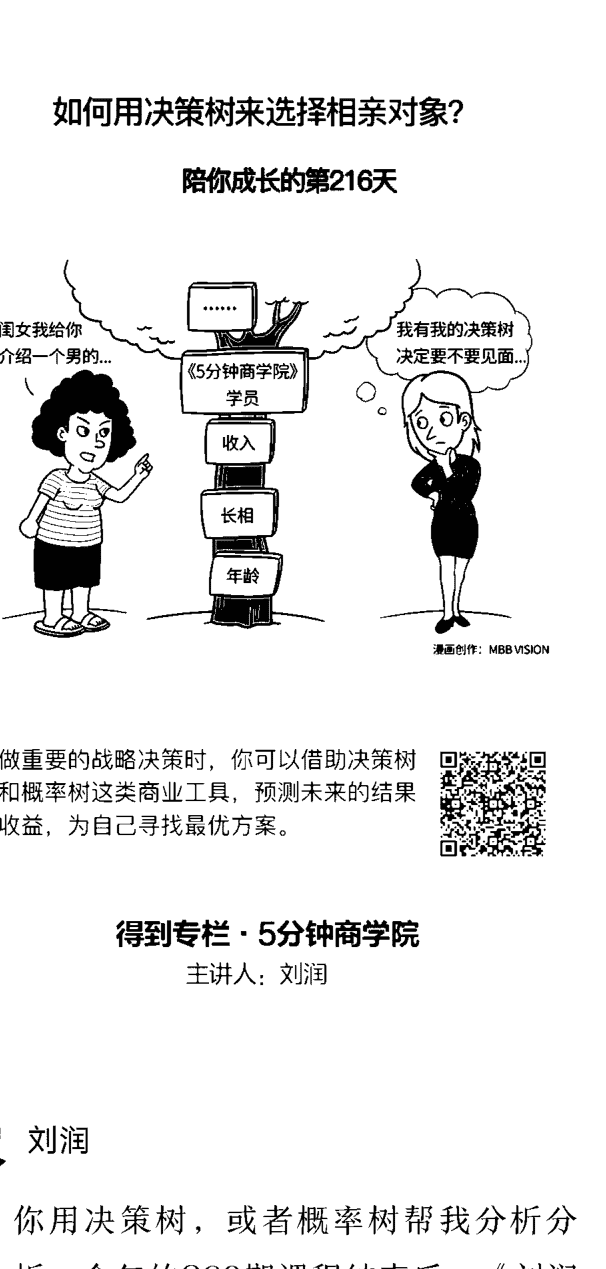 如何用决策树来选择相亲对象?
陪你成长的第216天
闺女我给你
介绍一个男的...
......
《5分钟商学院》
学员
收入
长相
年龄
我有我的决策树
决定要不要见面...
漫画创作：MBB VISION
做重要的战略决策时，你可以借助决策树
和概率树这类商业工具，预测未来的结果
收益，为自己寻找最优方案。
得到专栏·5分钟商学院
主讲人：刘润
刘润
你用决策树，或者概率树帮我分析分